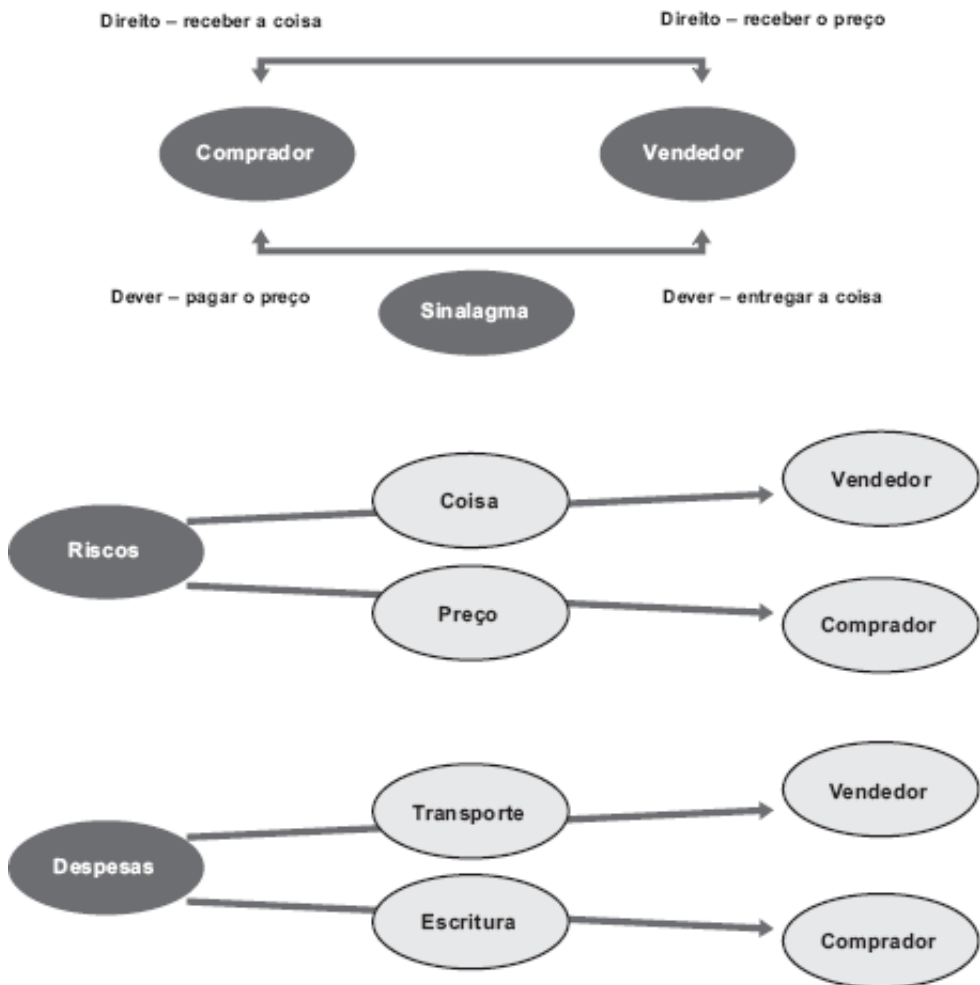 Direito – receber a coisa
Direito – receber o preço
Comprador
Vendedor
Dever – pagar o preço
Sinalagma
Dever – entregar a coisa
Riscos
Coisa
Vendedor
Preço
Comprador
Despesas
Transporte
Vendedor
Escritura
Comprador